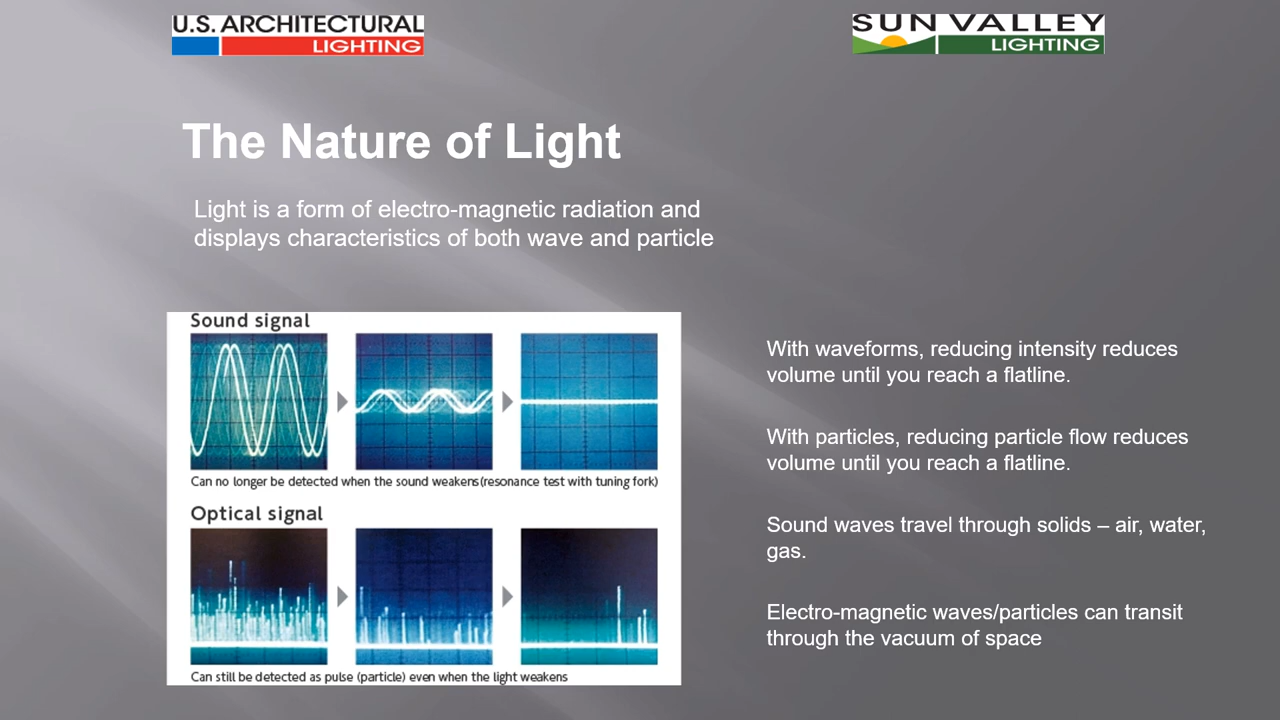 U.S. ARCHITECTURAL
LIGHTING
SUN VALLEY
LIGHTING
The Nature of Light
Light is a form of electro-magnetic radiation and
displays characteristics of both wave and particle
Sound signal
Can no longer be detected when the sound weakens(resonance test with tuning fork)
Optical signal
Can still be detected as pulse (particle) even when the light weakens
With waveforms, reducing intensity reduces
volume until you reach a flatline.
With particles, reducing particle flow reduces
volume until you reach a flatline.
Sound waves travel through solids – air, water,
gas.
Electro-magnetic waves/particles can transit
through the vacuum of space